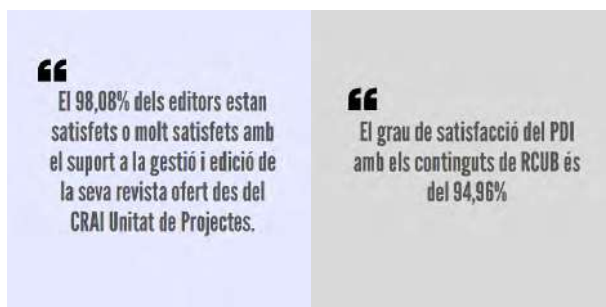 “
El 98,08% dels editors estan
satisfets o molt satisfets amb
el suport a la gestió i edició de
la seva revista ofert des del
CRAI Unitat de Projectes.
“
El grau de satisfacció del PDI
amb els continguts de RCUB és
del 94,96%